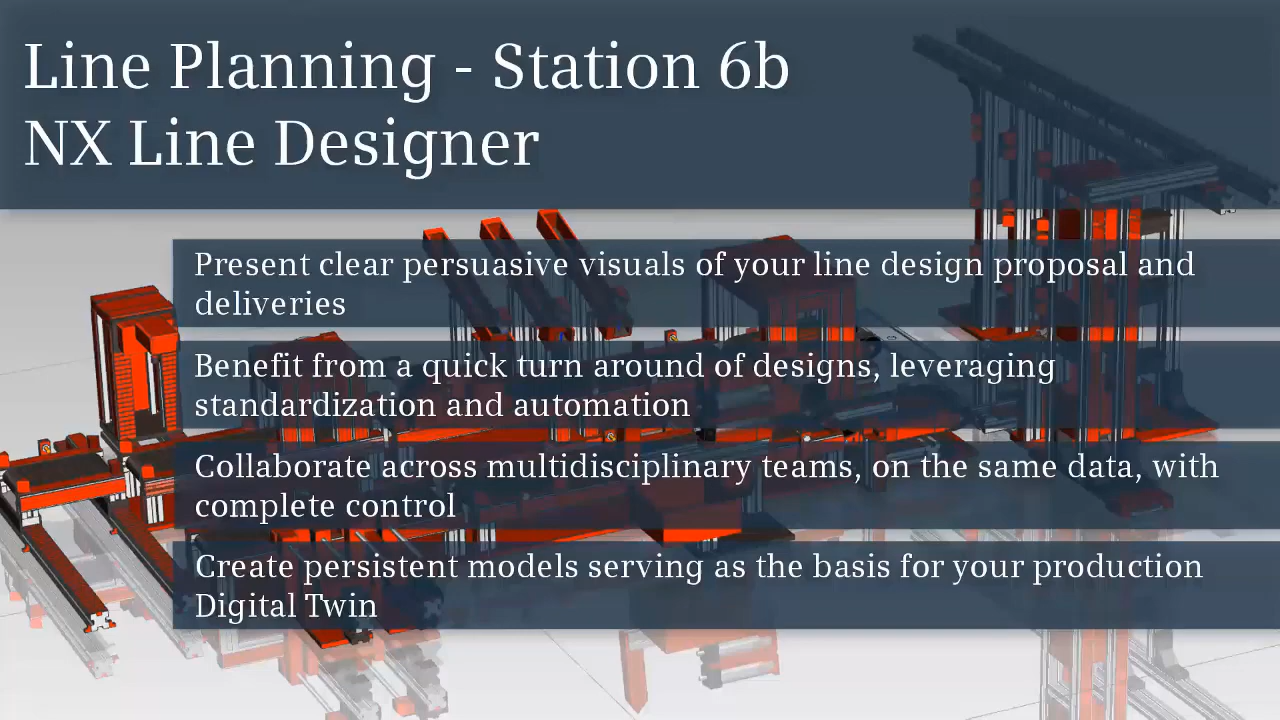 Line Planning - Station 6b
NX Line Designer
Present clear persuasive visuals of your line design proposal and
deliveries
Benefit from a quick turn around of designs, leveraging
standardization and automation
Collaborate across multidisciplinary teams, on the same data, with
complete control
Create persistent models serving as the basis for your production
Digital Twin